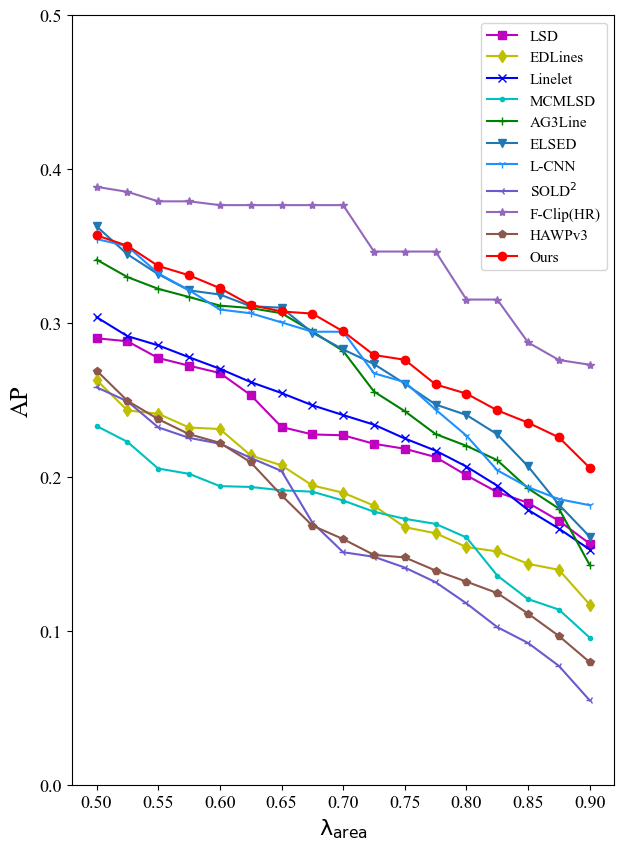 0.5
0.4
0.3
0.2
0.1
0.0
AP
LSD
EDLines
Linelet
MCMLSD
AG3Line
ELSED
L-CNN
SOLD²
F-Clip(HR)
HAWPv3
Ours
0.50 0.55 0.60 0.65 0.70 0.75 0.80 0.85 0.90
λarea